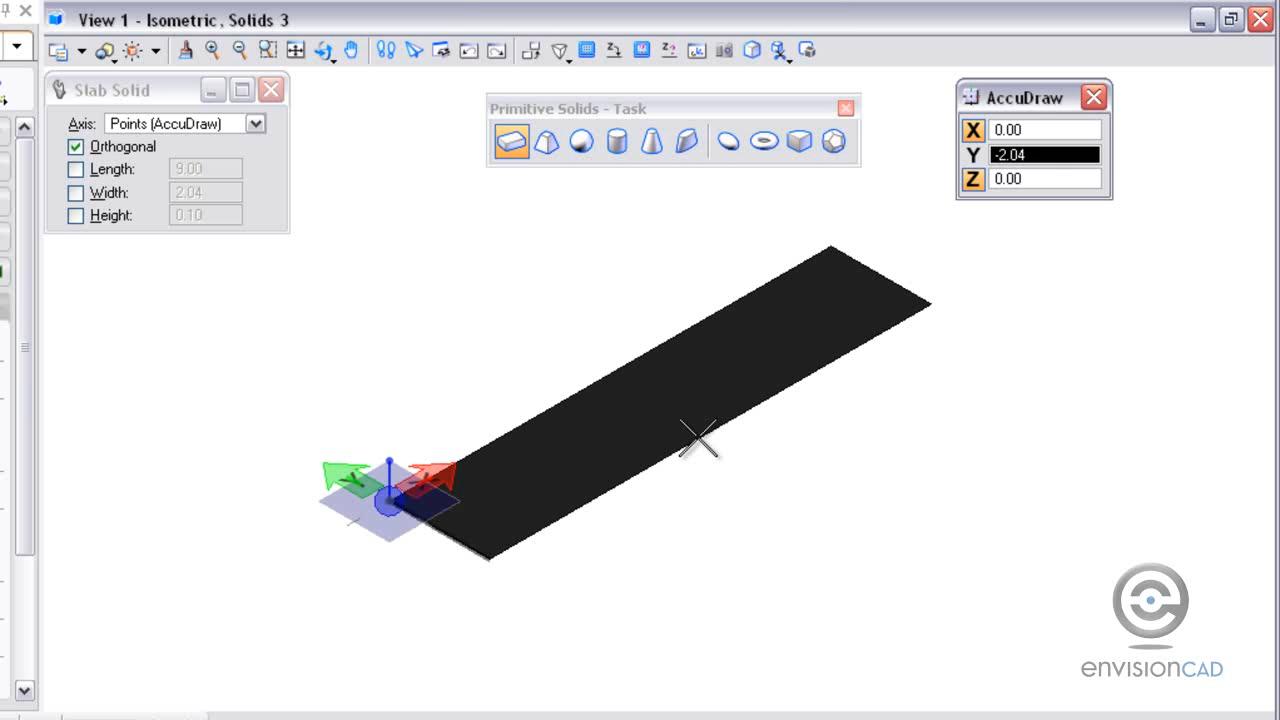 View 1 - Isometric, Solids 3
Slab Solid
Axis: Points (AccuDraw)
Orthogonal
Length: 9.00
Width: 2.04
Height: 0.10
Primitive Solids - Task
AccuDraw
X 0.00
Y -2.04
Z 0.00
envisionCAD